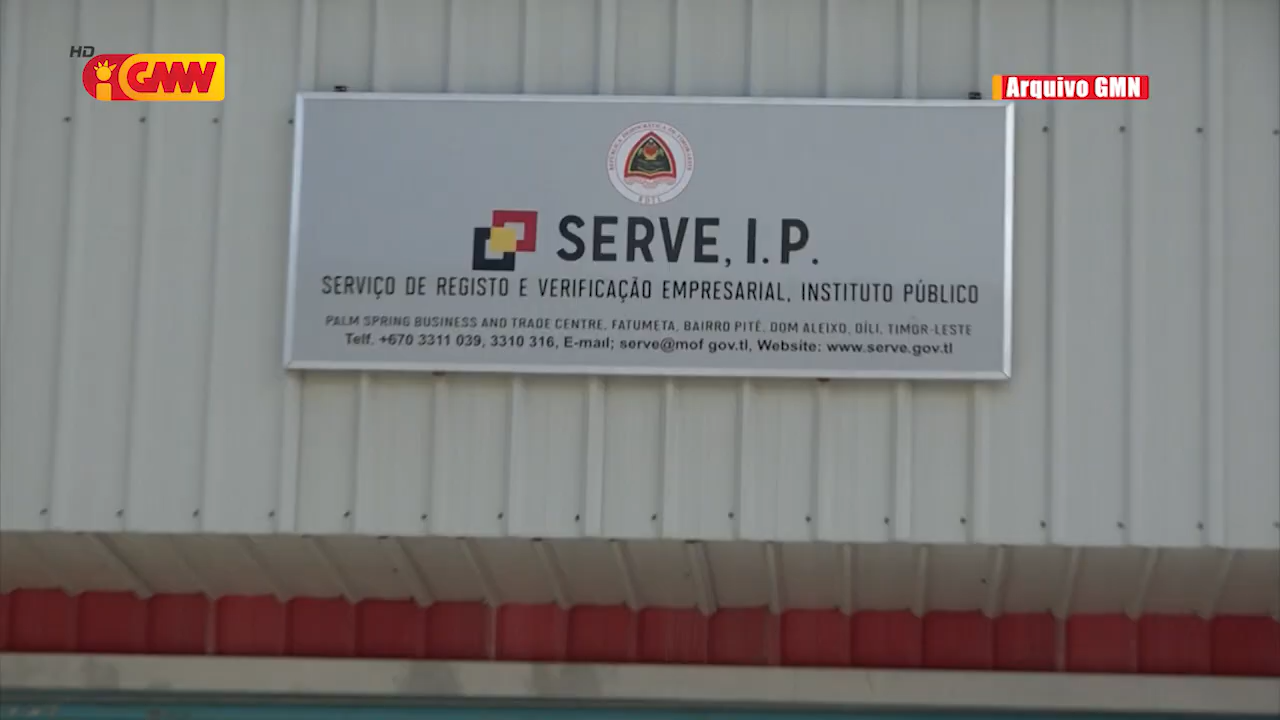 HD
GMN
Arquivo GMN
SERVE, I.P.
SERVIÇO DE REGISTO E VERIFICAÇÃO EMPRESARIAL, INSTITUTO PÚBLICO
PALM SPRING BUSINESS AND TRADE CENTRE, FATUMETA, BAIRRO PITÉ, DOM ALEIXO, DÍLI, TIMOR-LESTE
Telf. +670 3311 039, 3310 316, E-mail; serve@mof gov.tl, Website: www.serve.gov.tl